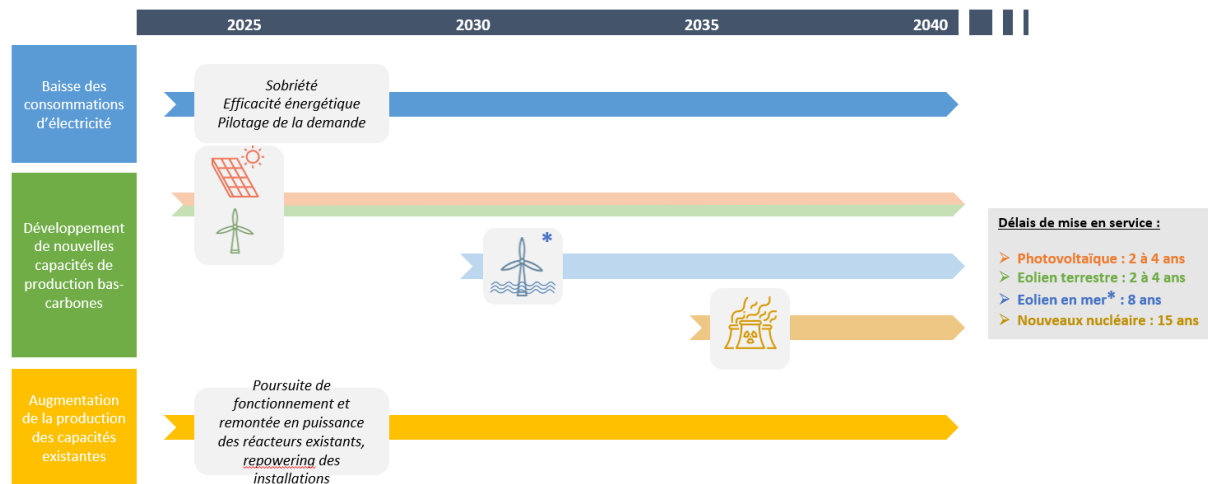 2025
2030
2035
2040
Baisse des
consommations
d'électricité
Sobriété
Efficacité énergétique
Pilotage de la demande
Développement
de nouvelles
capacités de
production bas-
carbones
*
Délais de mise en service :
➢ Photovoltaïque : 2 à 4 ans
➢ Eolien terrestre : 2 à 4 ans
➢ Eolien en mer* : 8 ans
➢ Nouveaux nucléaire : 15 ans
Augmentation
de la production
des capacités
existantes
Poursuite de
fonctionnement et
remontée en puissance
des réacteurs existants,
repowering des
installations